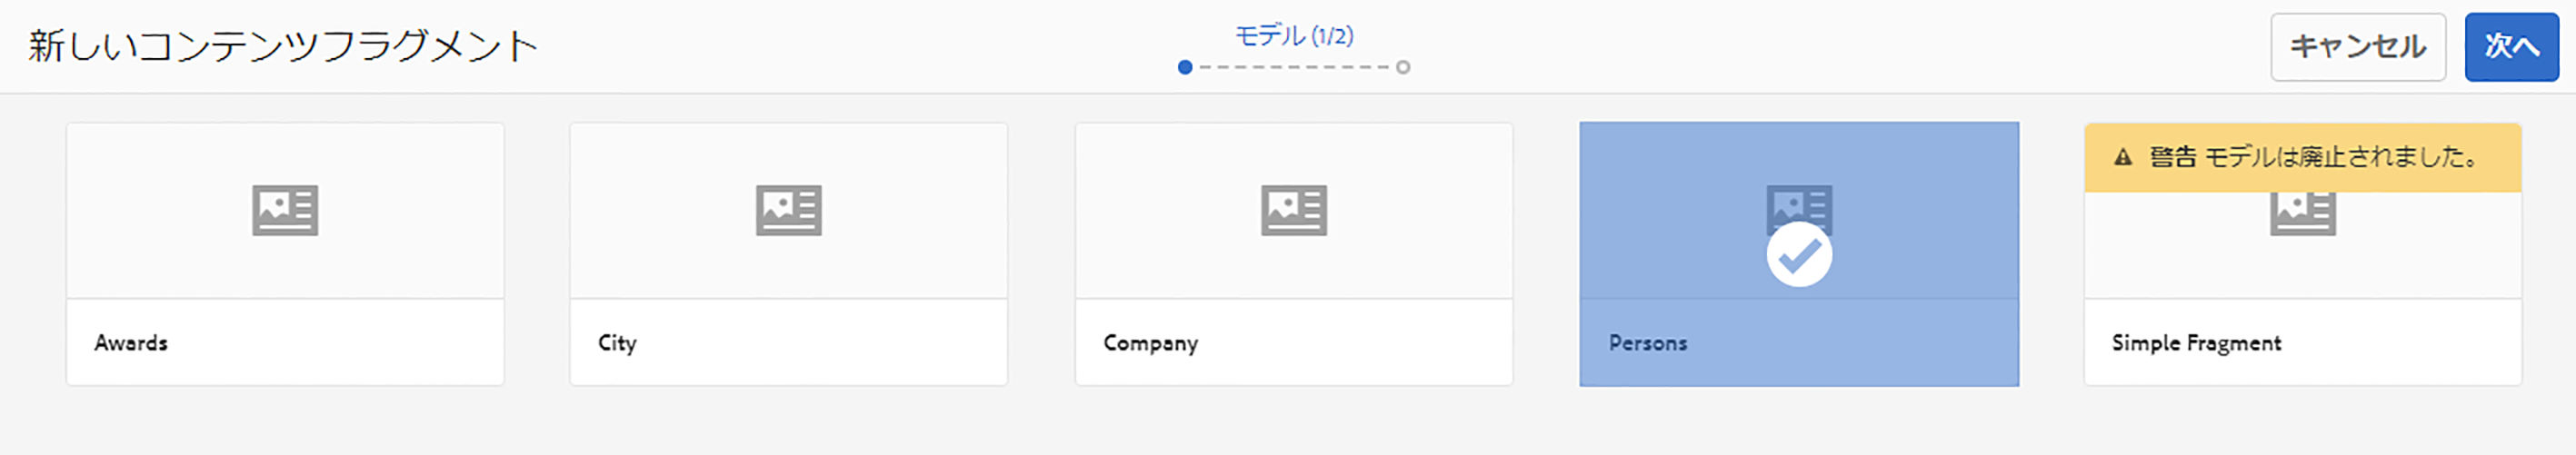 新しいコンテンツフラグメント
モデル (1/2)
キャンセル
次へ
警告 モデルは廃止されました。
Awards
City
Company
Persons
Simple Fragment